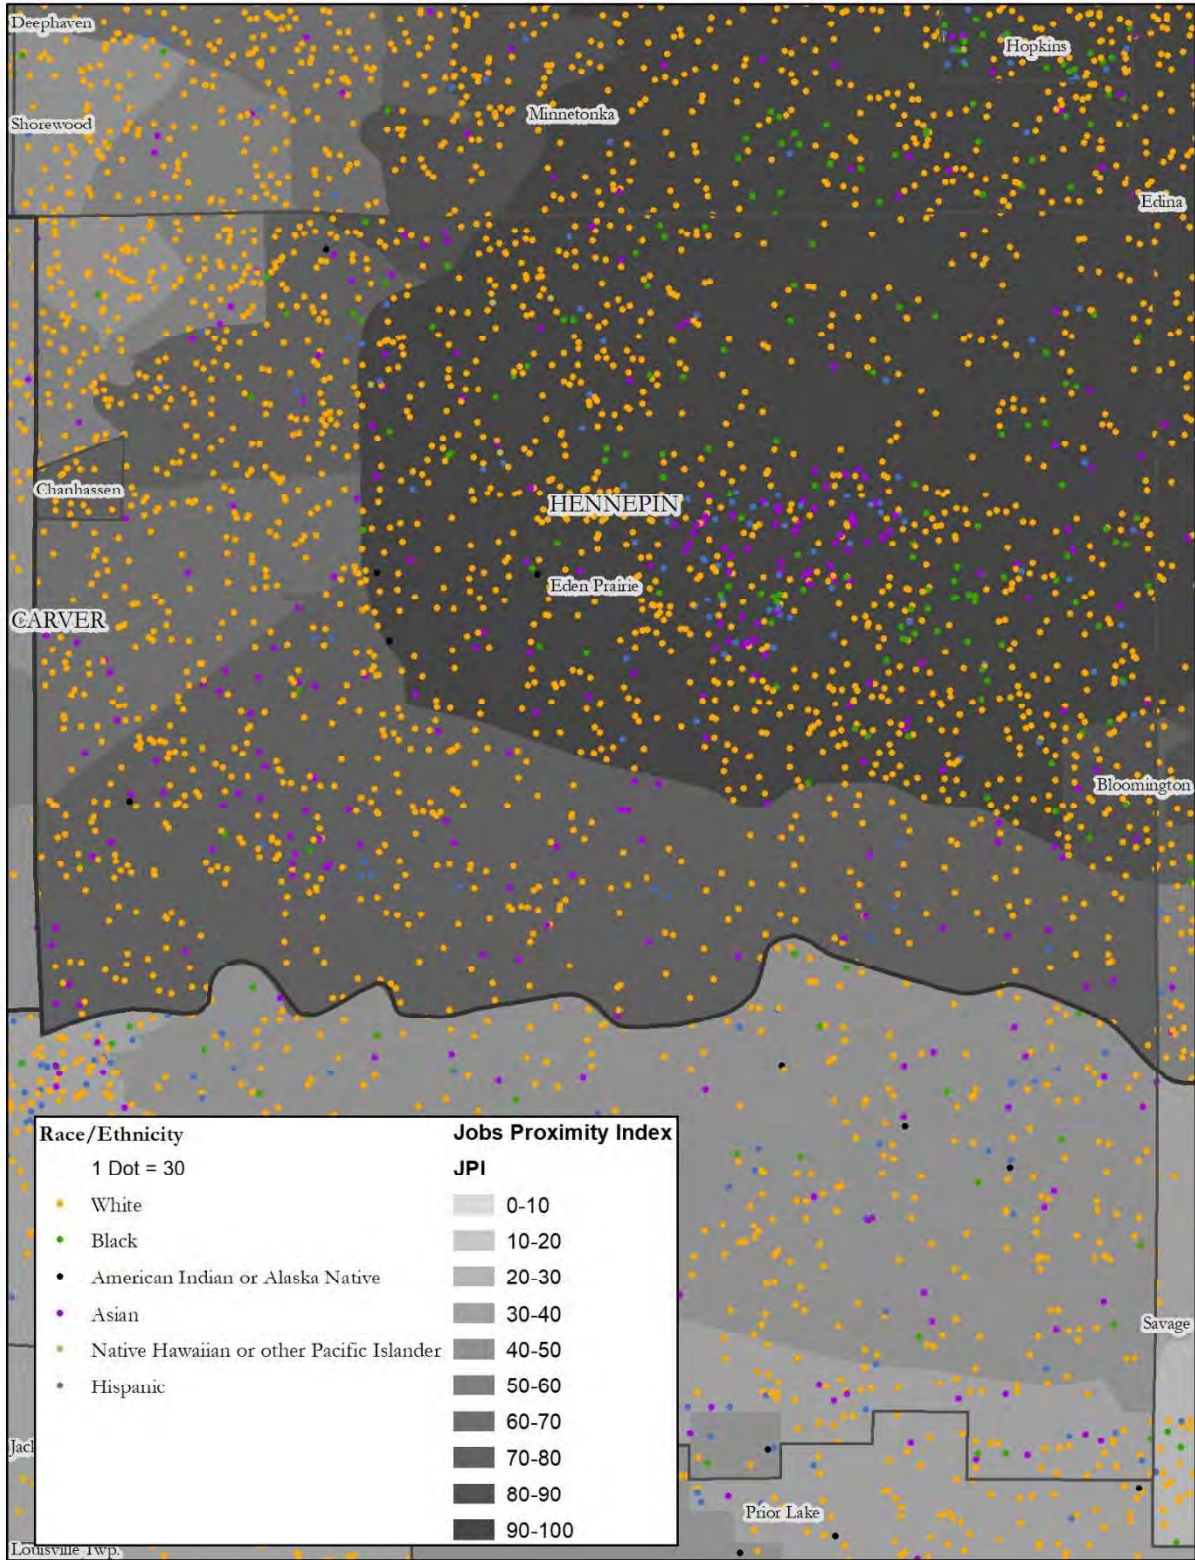 Deephaven
Hopkins
Minnetonka
Shorewood
Edina
Chanhassen
HENNEPIN
Eden Prairie
CARVER
Bloomington
Race/Ethnicity
1 Dot = 30
White
Black
American Indian or Alaska Native
Asian
Native Hawaiian or other Pacific Islander
Hispanic
Jobs Proximity Index
JPI
0-10
10-20
20-30
30-40
40-50
50-60
60-70
70-80
80-90
90-100
Savage
Jac
Prior Lake
Louisville Twp.